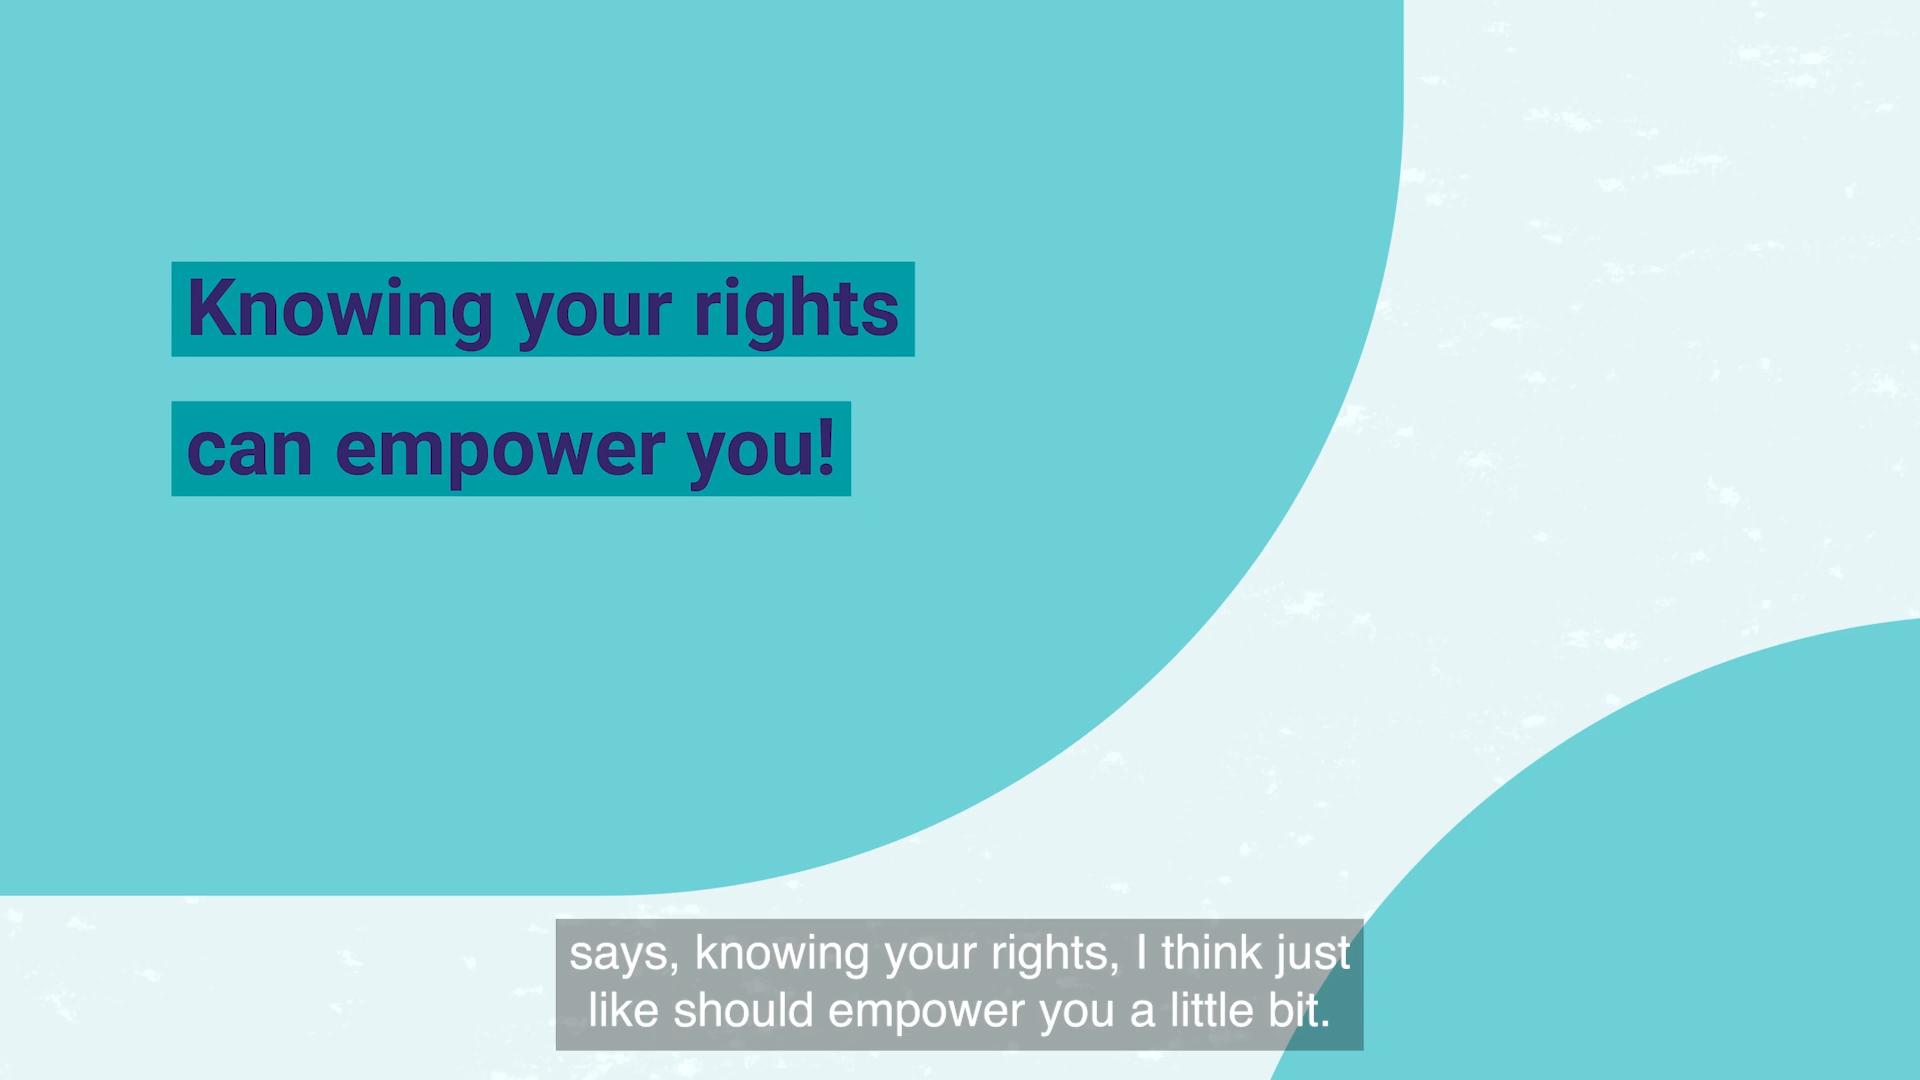 Knowing your rights
can empower you!
says, knowing your rights, I think just
like should empower you a little bit.